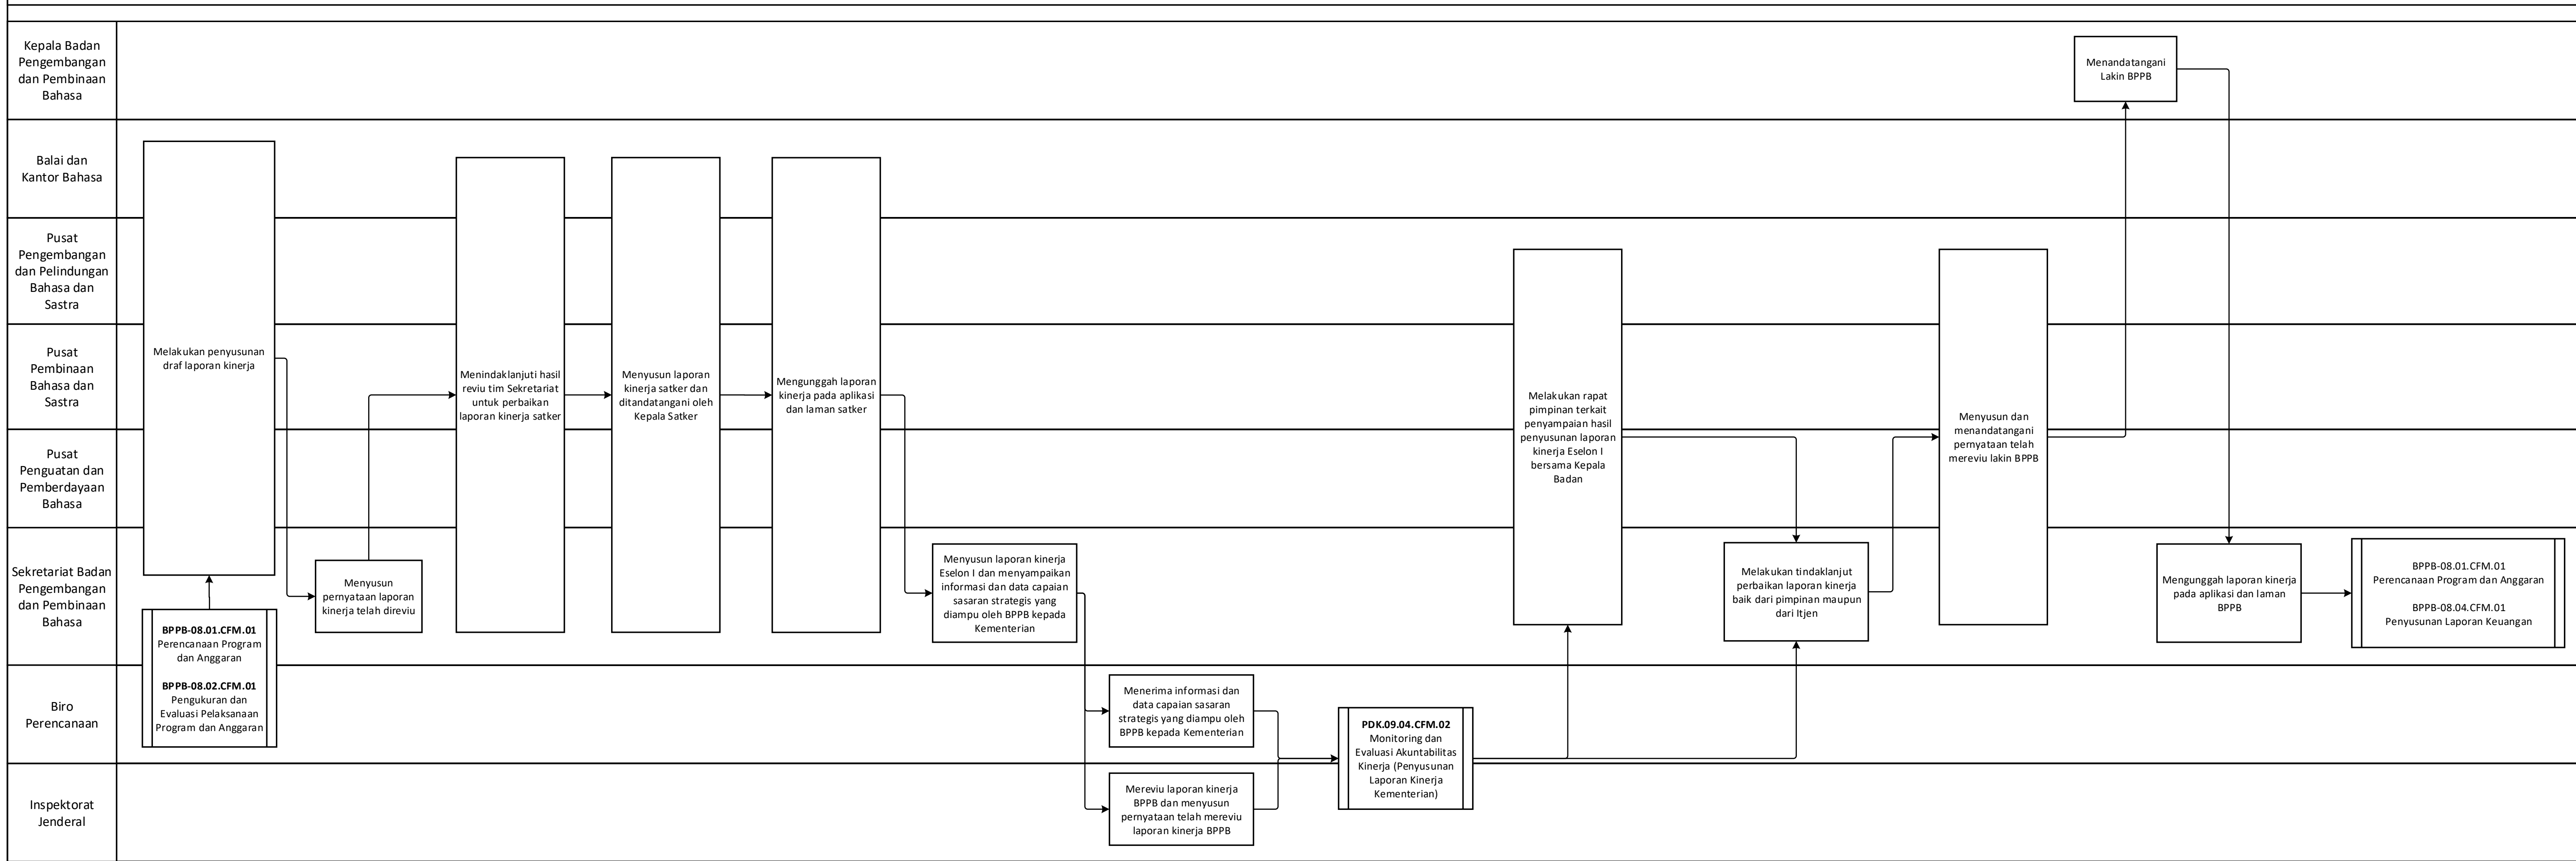 Kepala Badan
Pengembangan
dan Pembinaan
Bahasa
Menandatangani
Lakin BPPB
Balai dan
Kantor Bahasa
Pusat
Pengembangan
dan Pelindungan
Bahasa dan
Sastra
Pusat
Pembinaan
Bahasa dan
Sastra
Pusat
Penguatan dan
Pemberdayaan
Bahasa
Sekretariat Badan
Pengembangan
dan Pembinaan
Bahasa
Biro
Perencanaan
Inspektorat
Jenderal
BPPB-08.01.CFM.01
Perencanaan Program
dan Anggaran
BPPB-08.02.CFM.01
Pengukuran dan
Evaluasi Pelaksanaan
Program dan Anggaran
Melakukan penyusunan
draf laporan kinerja
Menyusun
pernyataan laporan
kinerja telah direviu
Menindaklanjuti hasil
reviu tim Sekretariat
untuk perbaikan
laporan kinerja satker
Menyusun laporan
kinerja satker dan
ditandatangani oleh
Kepala Satker
Mengunggah laporan
kinerja pada aplikasi
dan laman satker
Menyusun laporan kinerja
Eselon I dan menyampaikan
informasi dan data capaian
sasaran strategis yang
diampu oleh BPPB kepada
Kementerian
Menerima informasi dan
data capaian sasaran
strategis yang diampu oleh
BPPB kepada Kementerian
Mereviu laporan kinerja
BPPB dan menyusun
pernyataan telah mereviu
laporan kinerja BPPB
PDK.09.04.CFM.02
Monitoring dan
Evaluasi Akuntabilitas
Kinerja (Penyusunan
Laporan Kinerja
Kementerian)
Melakukan rapat
pimpinan terkait
penyampaian hasil
penyusunan laporan
kinerja Eselon I
bersama Kepala
Badan
Melakukan tindaklanjut
perbaikan laporan kinerja
baik dari pimpinan maupun
dari Itjen
Menyusun dan
menandatangani
pernyataan telah
mereviu lakin BPPB
Mengunggah laporan kinerja
pada aplikasi dan laman
BPPB
BPPB-08.01.CFM.01
Perencanaan Program dan Anggaran
BPPB-08.04.CFM.01
Penyusunan Laporan Keuangan